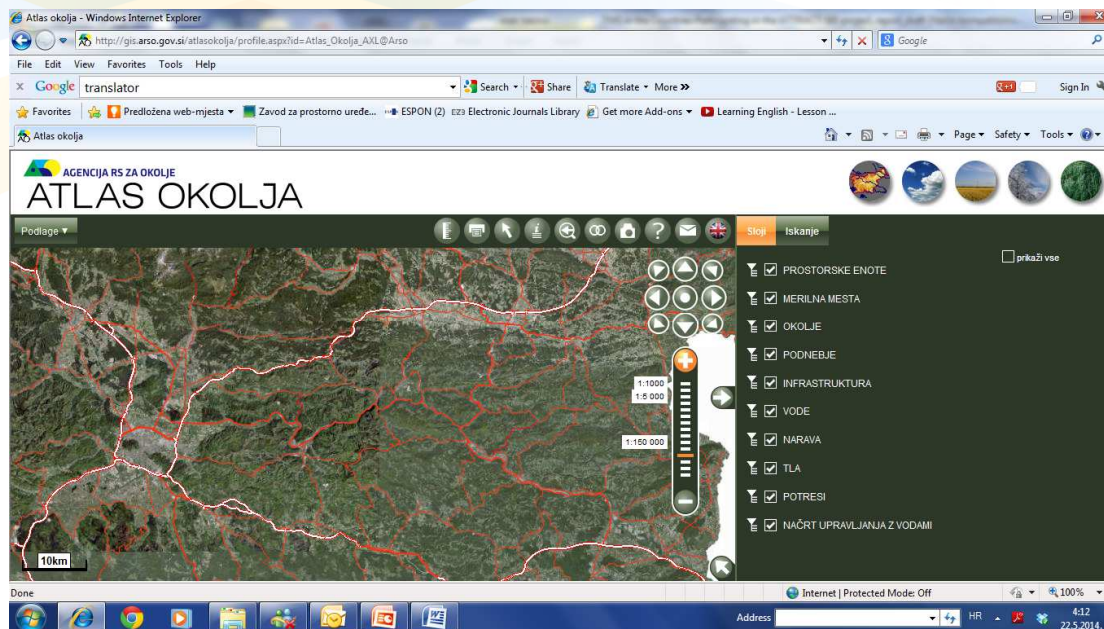 Atlas okolja - Windows Internet Explorer
http://gis.arso.gov.si/atlasokolja/profile.aspx?id=Atlas_Okolja_AXL@Arso
Google
File Edit View Favorites Tools Help
x Google translator Search Share Translate More »
Sign In
Favorites Predložena web-mjesta Zavod za prostorno uređe... ESPON (2) EZB Electronic Journals Library Get more Add-ons Learning English - Lesson ...
Atlas okolja
Page Safety Tools
AGENCIJA RS ZA OKOLJE
ATLAS OKOLJA
Podlage
Sloji Iskanje
prikaži vse
PROSTORSKE ENOTE
MERILNA MESTA
OKOLJE
PODNEBJE
INFRASTRUKTURA
VODE
NARAVA
TLA
POTRESI
NAČRT UPRAVLJANJA Z VODAMI
1:1000
1:5 000
1:150 000
10km
Done
Internet | Protected Mode: Off
100%
Address
HR
4:12
22.5.2014.